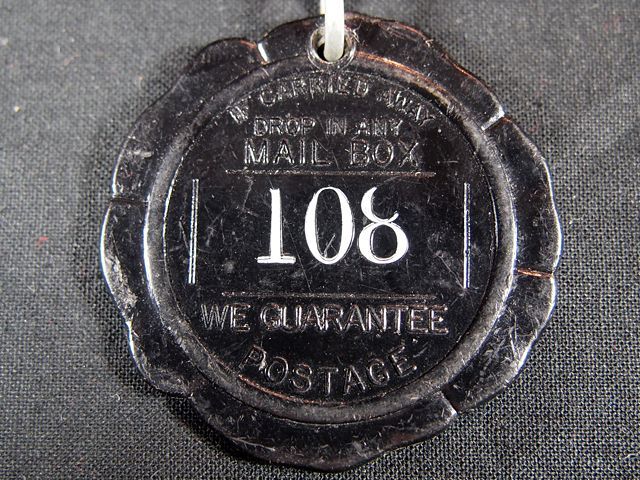 IF CARRIED AWAY
DROP IN ANY
MAIL BOX
108
WE GUARANTEE
POSTAGE